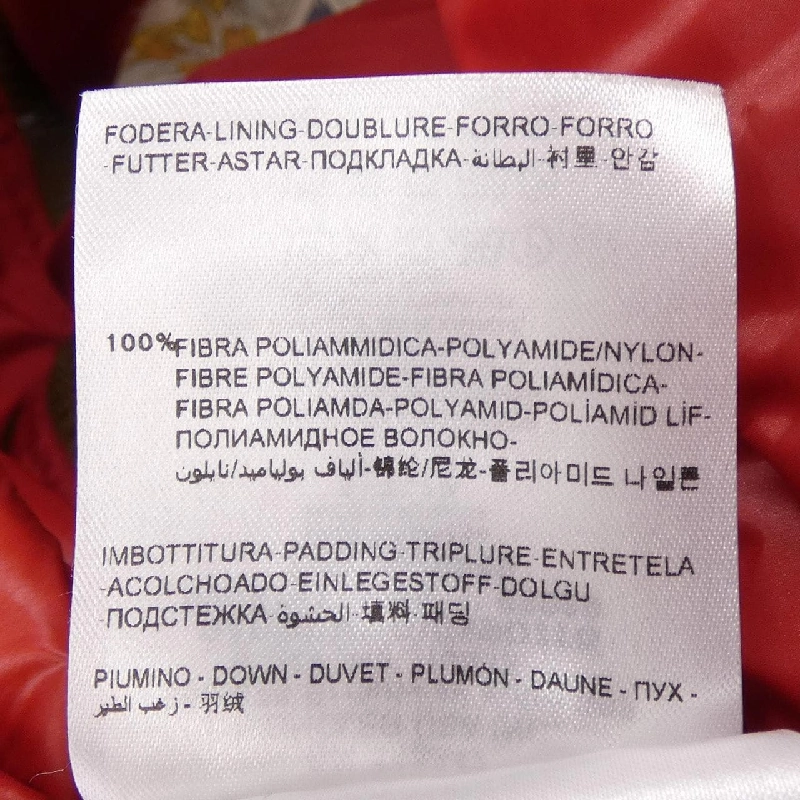 FODERA-LINING-DOUBLURE-FORRO-FORRO
-FUTTER-ASTAR-ПОДКЛАДКА-البطانة-衬里-안감
100%FIBRA POLIAMMIDICA-POLYAMIDE/NYLON-
FIBRE POLYAMIDE-FIBRA POLIAMÍDICA-
FIBRA POLIAMDA-POLYAMID-POLİAMİD LİF-
ПОЛИАМИДНОЕ ВОЛОКНО-
ألياف بولياميد/نايلون-锦纶/尼龙-폴리아미드 나일론
IMBOTTITURA-PADDING-TRIPLURE-ENTRETELA
-ACOLCHOADO-EINLEGESTOFF-DOLGU
-ПОДСТЕЖКА-الحشوة-填料-패딩
PIUMINO - DOWN - DUVET - PLUMÓN - DAUNE - ПУХ -
زهب الطير - 羽绒